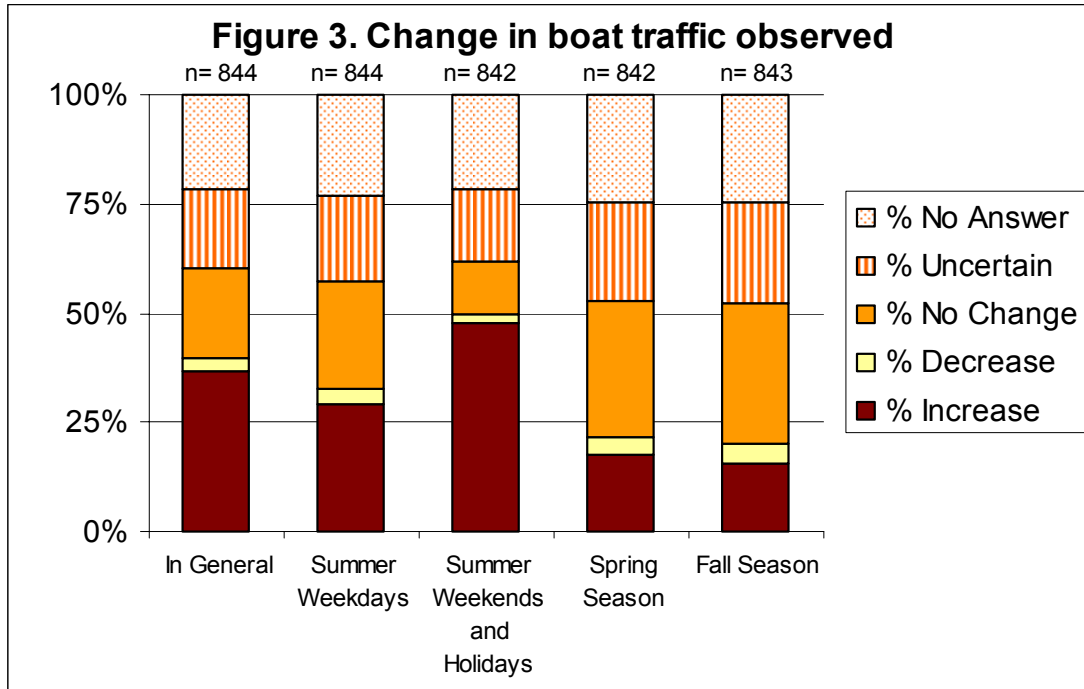 Figure 3. Change in boat traffic observed
n= 844
n= 844
n= 842
n= 842
n= 843
100%
75%
50%
25%
0%
In General
Summer
Weekdays
Summer
Weekends
and
Holidays
Spring
Season
Fall Season
% No Answer
% Uncertain
% No Change
% Decrease
% Increase